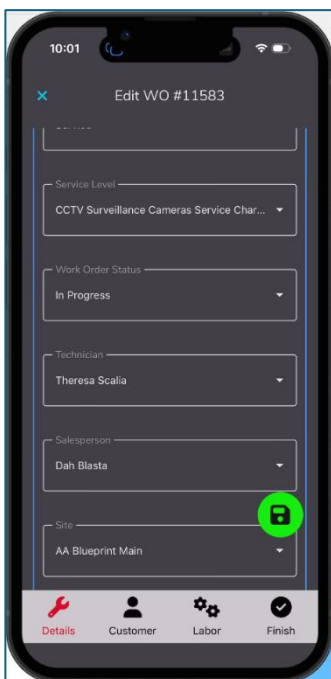 10:01
Edit WO #11583
Service Level
CCTV Surveillance Cameras Service Char...
Work Order Status
In Progress
Technician
Theresa Scalia
Salesperson
Dah Blasta
Site
AA Blueprint Main
Details Customer Labor Finish